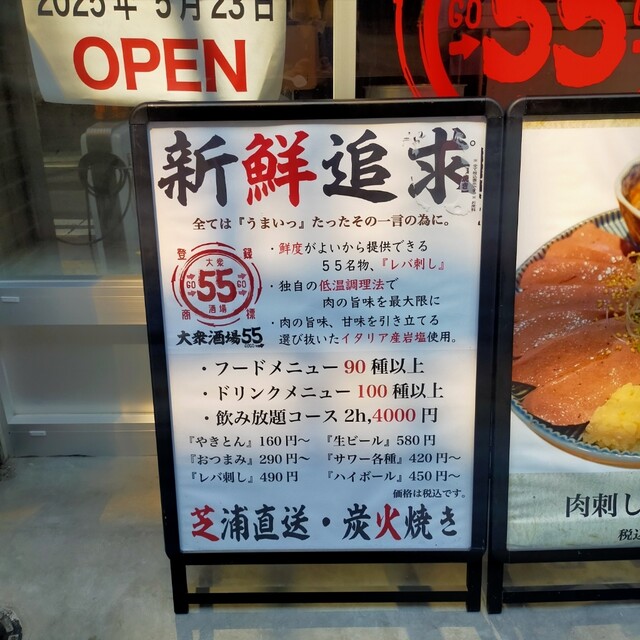 2025年 5月23日
OPEN
GO
55
新鮮追求。
全ては『うまいっ』たったその一言の為に。
登録
大衆
GO 55 GO
酒場
商標
大衆酒場55
・鮮度がよいから提供できる
55名物、『レバ刺し』
・独自の低温調理法で
肉の旨味を最大限に
・肉の旨味、甘味を引き立てる
選び抜いたイタリア産岩塩使用。
・フードメニュー 90 種以上
・ドリンクメニュー 100 種以上
・飲み放題コース 2h,4000 円
『やきとん』160円〜 『生ビール』580円
『おつまみ』290円〜 『サワー各種』420円〜
『レバ刺し』490円 『ハイボール』450円〜
価格は税込です。
芝浦直送・炭火焼き
肉刺し
税込